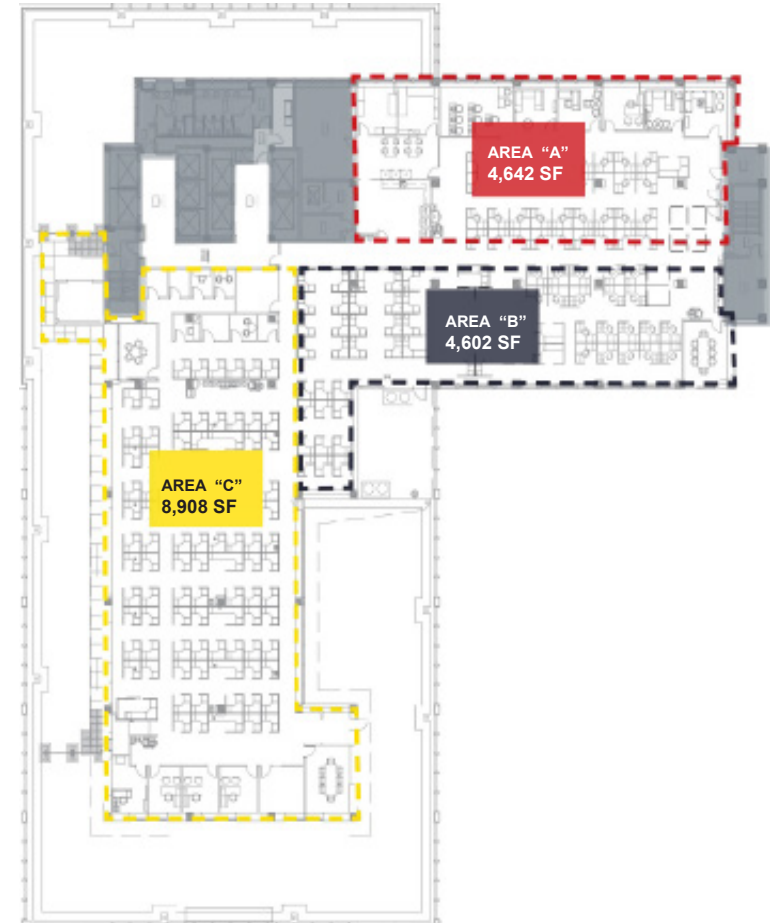 AREA "A"
4,642 SF
AREA "B"
4,602 SF
AREA "C"
8,908 SF